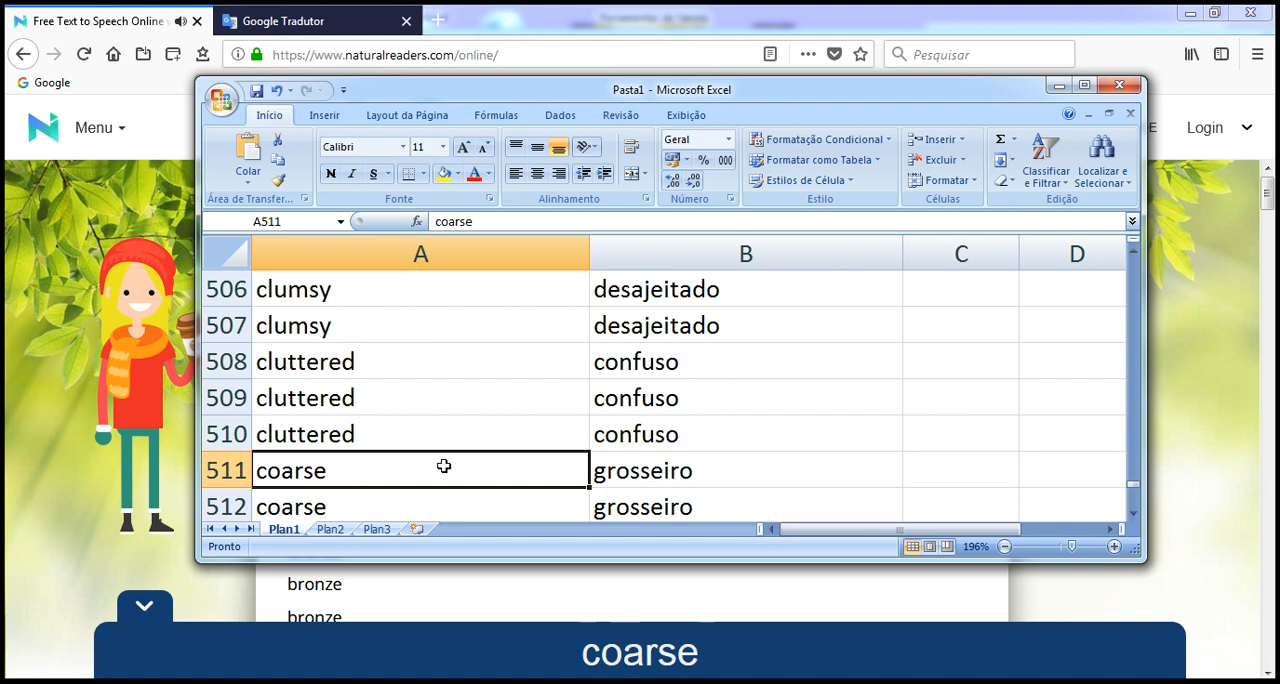 Free Text to Speech Online
Google Tradutor
https://www.naturalreaders.com/online/
Pesquisar
Google
Menu
E
Login
Pasta1 - Microsoft Excel
Início Inserir Layout da Página Fórmulas Dados Revisão Exibição
Colar
Calibri 11
N I S
Geral
% 000
Formatação Condicional
Formatar como Tabela
Estilos de Célula
Inserir
Excluir
Formatar
Σ
Classificar e Filtrar
Localizar e Selecionar
Área de Transfer... Fonte Alinhamento Número Estilo Células Edição
A511 fx coarse
A B C D
506 clumsy desajeitado
507 clumsy desajeitado
508 cluttered confuso
509 cluttered confuso
510 cluttered confuso
511 coarse grosseiro
512 coarse grosseiro
Plan1 Plan2 Plan3
Pronto 196%
bronze
bronze
coarse